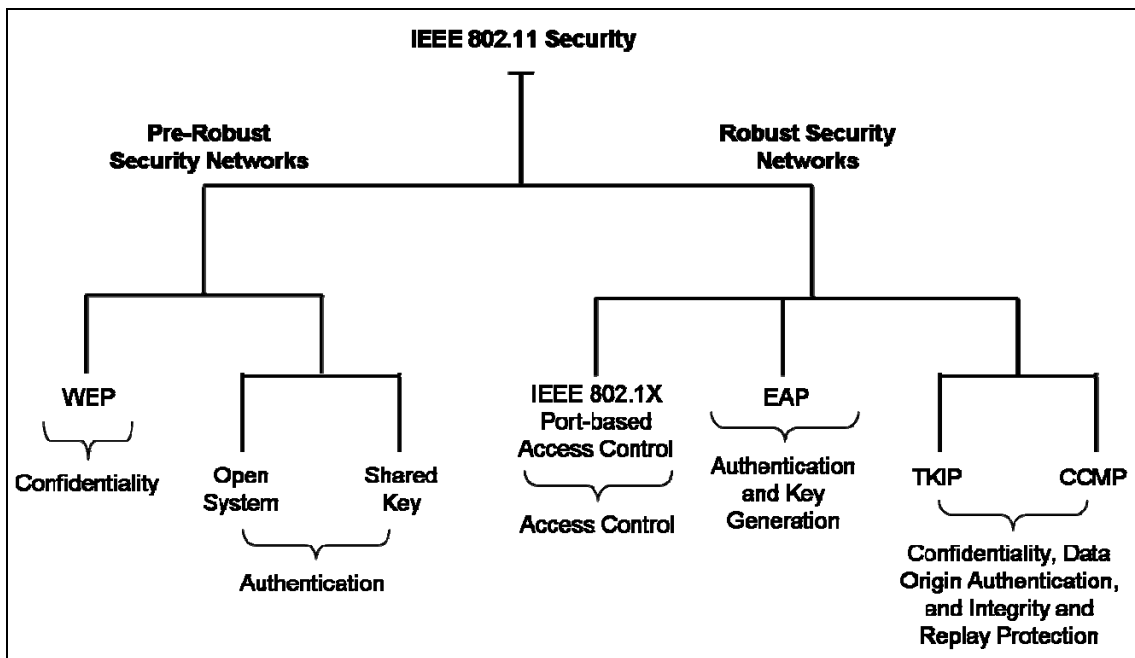 IEEE 802.11 Security
Pre-Robust
Security Networks
Robust Security
Networks
WEP
Confidentiality
Open
System
Shared
Key
Authentication
IEEE 802.1X
Port-based
Access Control
Access Control
EAP
Authentication
and Key
Generation
TKIP
CCMP
Confidentiality, Data
Origin Authentication,
and Integrity and
Replay Protection